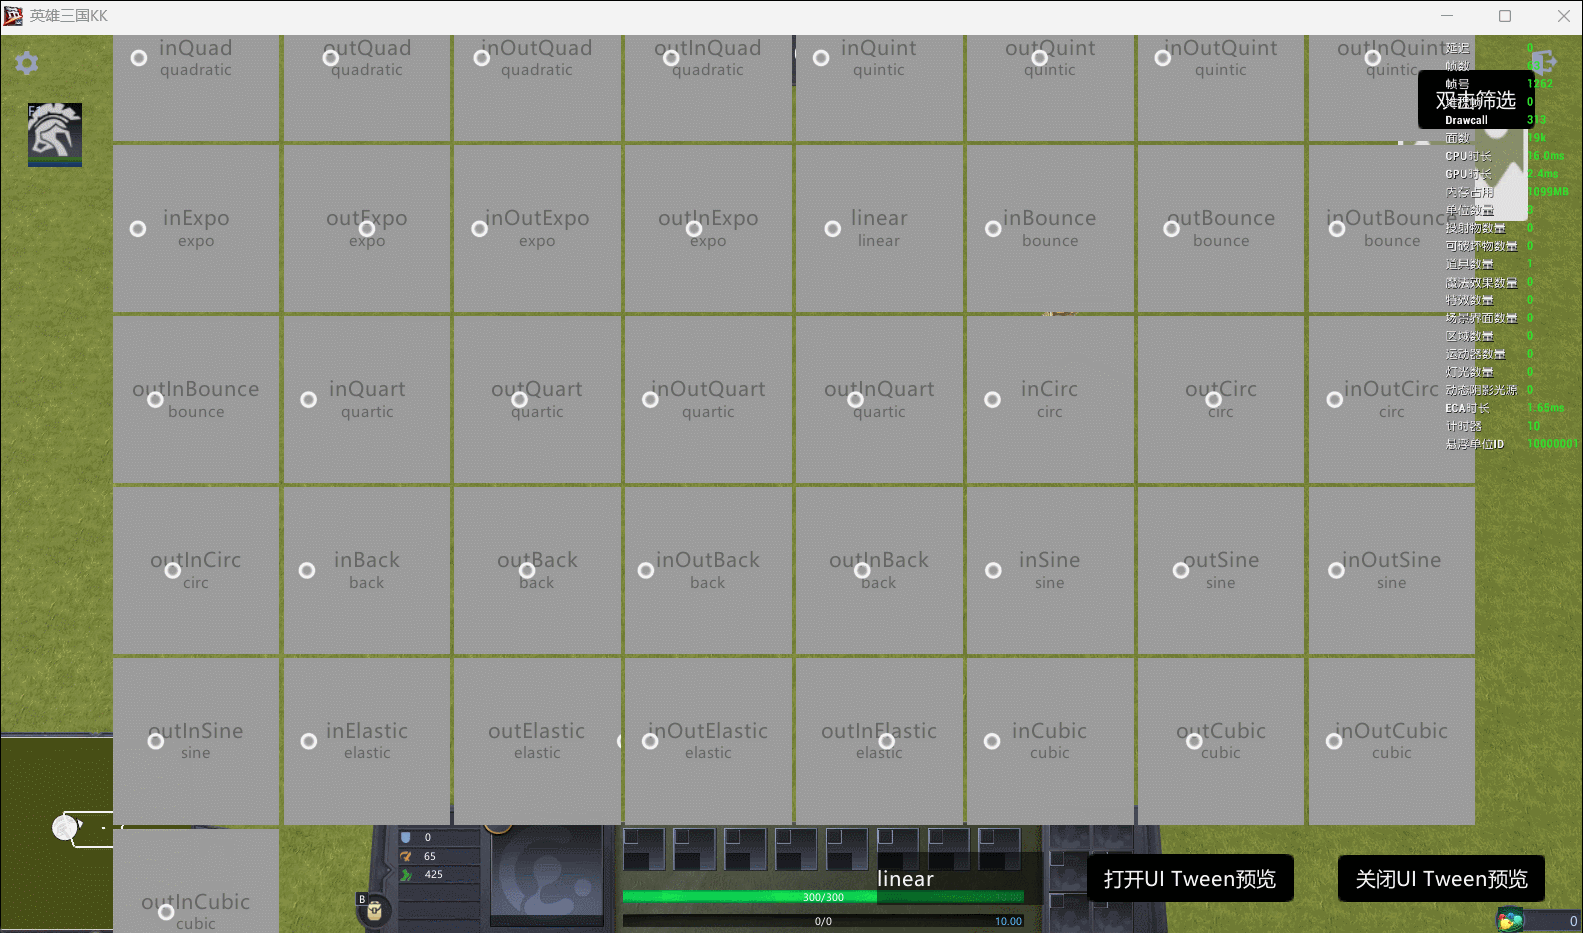 英雄三国KK
inQuad
quadratic
outQuad
quadratic
inOutQuad
quadratic
outInQuad
quadratic
inQuint
quintic
outQuint
quintic
inOutQuint
quintic
outInQuint
quintic
inExpo
expo
outExpo
expo
inOutExpo
expo
outInExpo
expo
linear
linear
inBounce
bounce
outBounce
bounce
inOutBounce
bounce
outInBounce
bounce
inQuart
quartic
outQuart
quartic
inOutQuart
quartic
outInQuart
quartic
inCirc
circ
outCirc
circ
inOutCirc
circ
outInCirc
circ
inBack
back
outBack
back
inOutBack
back
outInBack
back
inSine
sine
outSine
sine
inOutSine
sine
outInSine
sine
inElastic
elastic
outElastic
elastic
inOutElastic
elastic
outInElastic
elastic
inCubic
cubic
outCubic
cubic
inOutCubic
cubic
outInCubic
cubic
延迟 0
帧数
帧号 1262
双击筛选
0
Drawcall 313
面数 19k
CPU时长 16.0ms
GPU时长 2.4ms
内存占用 1099MB
单位数量 3
投射物数量 0
可破坏物数量 0
道具数量 1
魔法效果数量 0
特效数量 0
场景界面数量 0
区域数量 0
运动器数量 0
灯光数量 0
动态阴影光源 0
ECA时长 1.65ms
计时器 10
悬浮单位ID 10000001
0
65
425
B
linear
300/300
0/0 10.00
打开UI Tween预览
关闭UI Tween预览
0